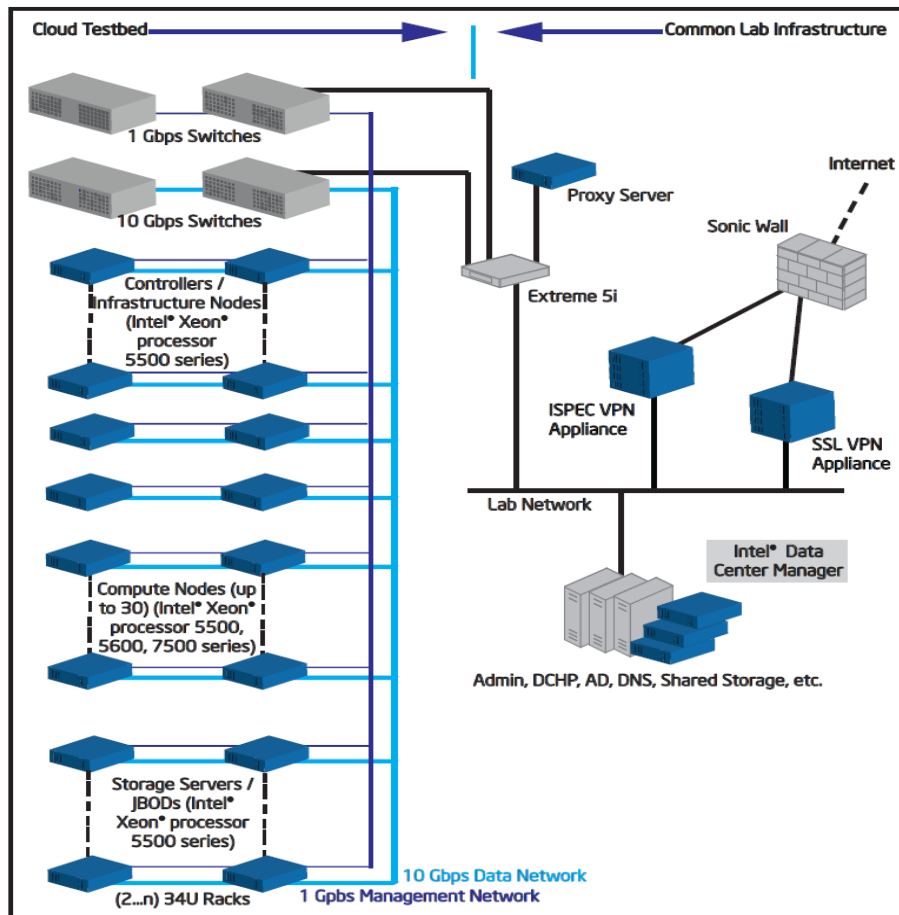 Cloud Testbed
Common Lab Infrastructure
1 Gbps Switches
10 Gbps Switches
Proxy Server
Internet
Sonic Wall
Extreme 5i
Controllers /
Infrastructure Nodes
(Intel® Xeon®
processor
5500 series)
ISPEC VPN
Appliance
SSL VPN
Appliance
Lab Network
Intel® Data
Center Manager
Compute Nodes (up
to 30) (Intel® Xeon®
processor 5500,
5600, 7500 series)
Admin, DCHP, AD, DNS, Shared Storage, etc.
Storage Servers /
JBODs (Intel®
Xeon® processor
5500 series)
10 Gbps Data Network
(2...n) 34U Racks
1 Gpbs Management Network